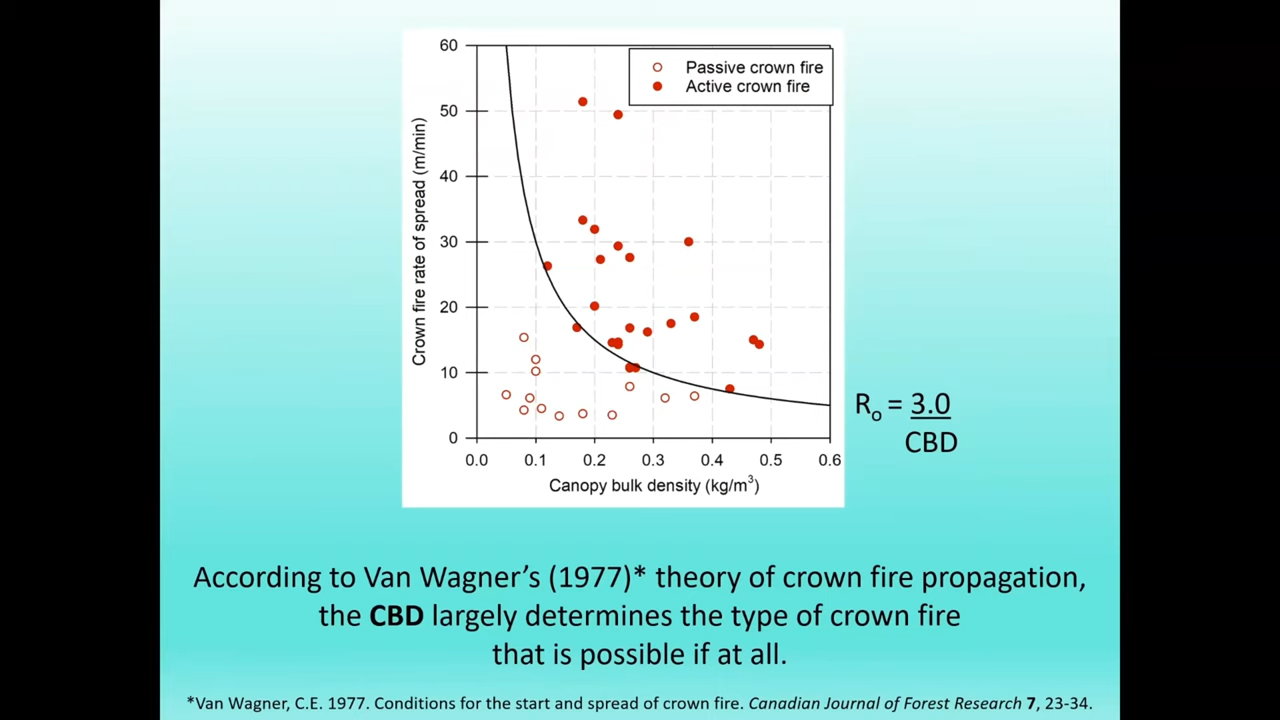 60
50
40
30
20
10
0
Crown fire rate of spread (m/min)
Passive crown fire
Active crown fire
0.0 0.1 0.2 0.3 0.4 0.5 0.6
Canopy bulk density (kg/m³)
Rₒ = 3.0
CBD
According to Van Wagner’s (1977)* theory of crown fire propagation,
the CBD largely determines the type of crown fire
that is possible if at all.
*Van Wagner, C.E. 1977. Conditions for the start and spread of crown fire. Canadian Journal of Forest Research 7, 23-34.